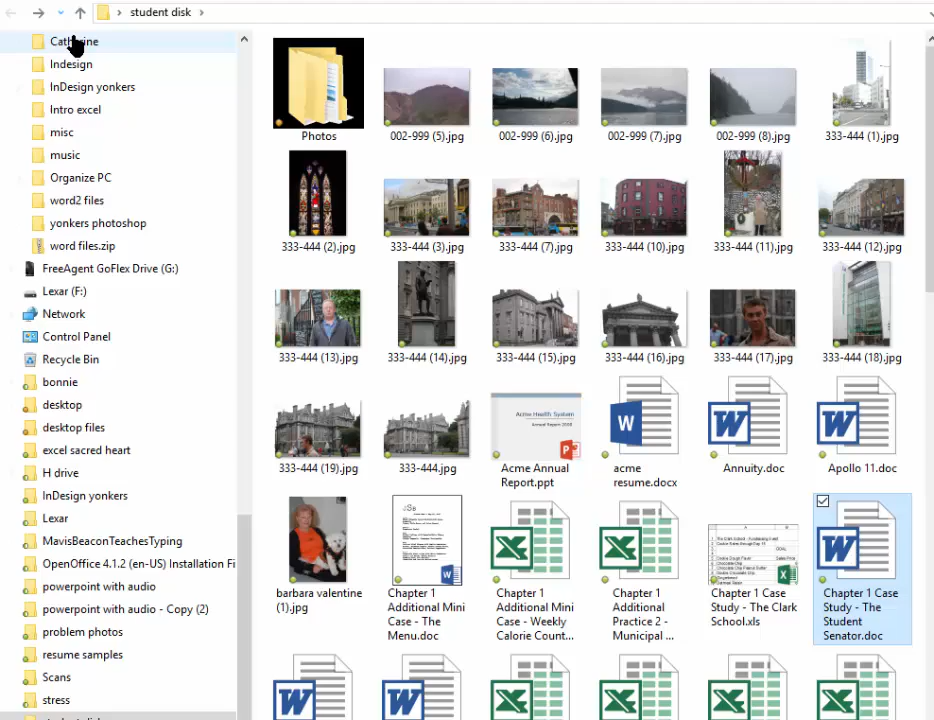 student disk
Catherine
Indesign
InDesign yonkers
Intro excel
misc
music
Organize PC
word2 files
yonkers photoshop
word files.zip
FreeAgent GoFlex Drive (G:)
Lexar (F:)
Network
Control Panel
Recycle Bin
bonnie
desktop
desktop files
excel sacred heart
H drive
InDesign yonkers
Lexar
MavisBeaconTeachesTyping
OpenOffice 4.1.2 (en-US) Installation Fi
powerpoint with audio
powerpoint with audio - Copy (2)
problem photos
resume samples
Scans
stress
Photos
002-999 (5).jpg
002-999 (6).jpg
002-999 (7).jpg
002-999 (8).jpg
333-444 (1).jpg
333-444 (2).jpg
333-444 (3).jpg
333-444 (7).jpg
333-444 (10).jpg
333-444 (11).jpg
333-444 (12).jpg
333-444 (13).jpg
333-444 (14).jpg
333-444 (15).jpg
333-444 (16).jpg
333-444 (17).jpg
333-444 (18).jpg
333-444 (19).jpg
333-444.jpg
Acme Health System
Annual Report 2008
Acme Annual
Report.ppt
acme
resume.docx
Annuity.doc
Apollo 11.doc
barbara valentine
(1).jpg
Chapter 1
Additional Mini
Case - The
Menu.doc
Chapter 1
Additional Mini
Case - Weekly
Calorie Count...
Chapter 1
Additional
Practice 2 -
Municipal ...
Chapter 1 Case
Study - The Clark
School.xls
Chapter 1 Case
Study - The
Student
Senator.doc